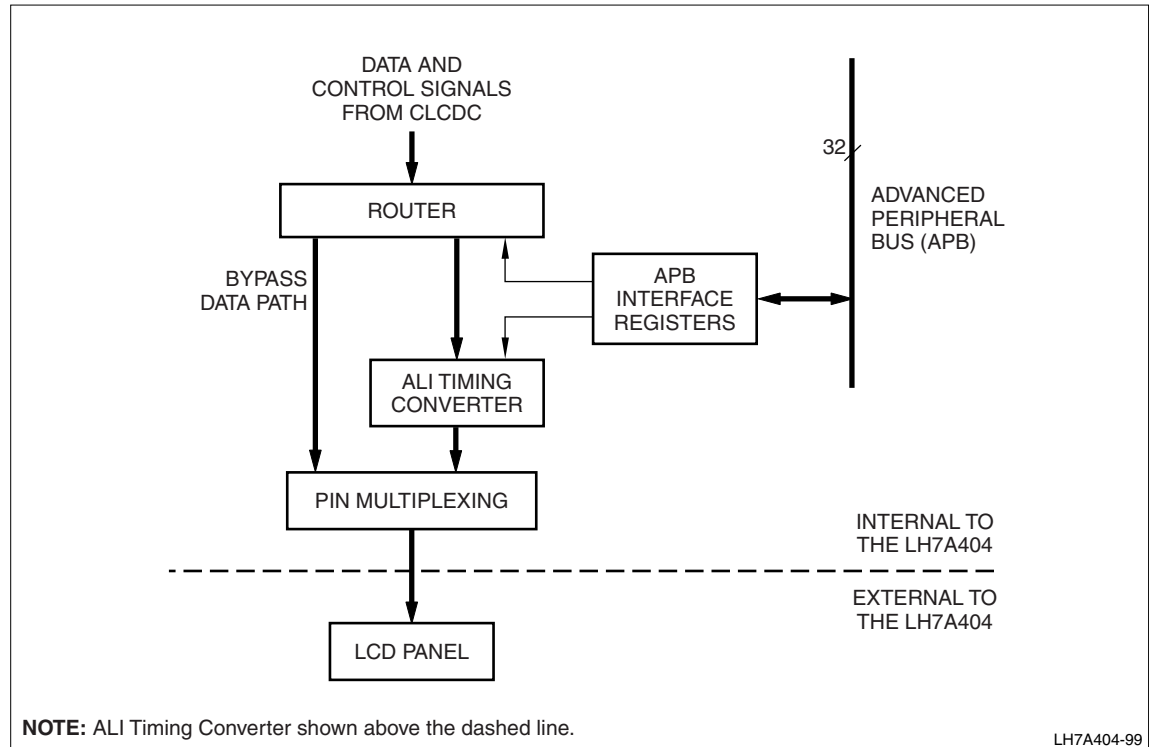 DATA AND
CONTROL SIGNALS
FROM CLCDC
32
ROUTER
ADVANCED
PERIPHERAL
BUS (APB)
BYPASS
DATA PATH
APB
INTERFACE
REGISTERS
ALI TIMING
CONVERTER
PIN MULTIPLEXING
INTERNAL TO
THE LH7A404
EXTERNAL TO
THE LH7A404
LCD PANEL
NOTE: ALI Timing Converter shown above the dashed line.
LH7A404-99